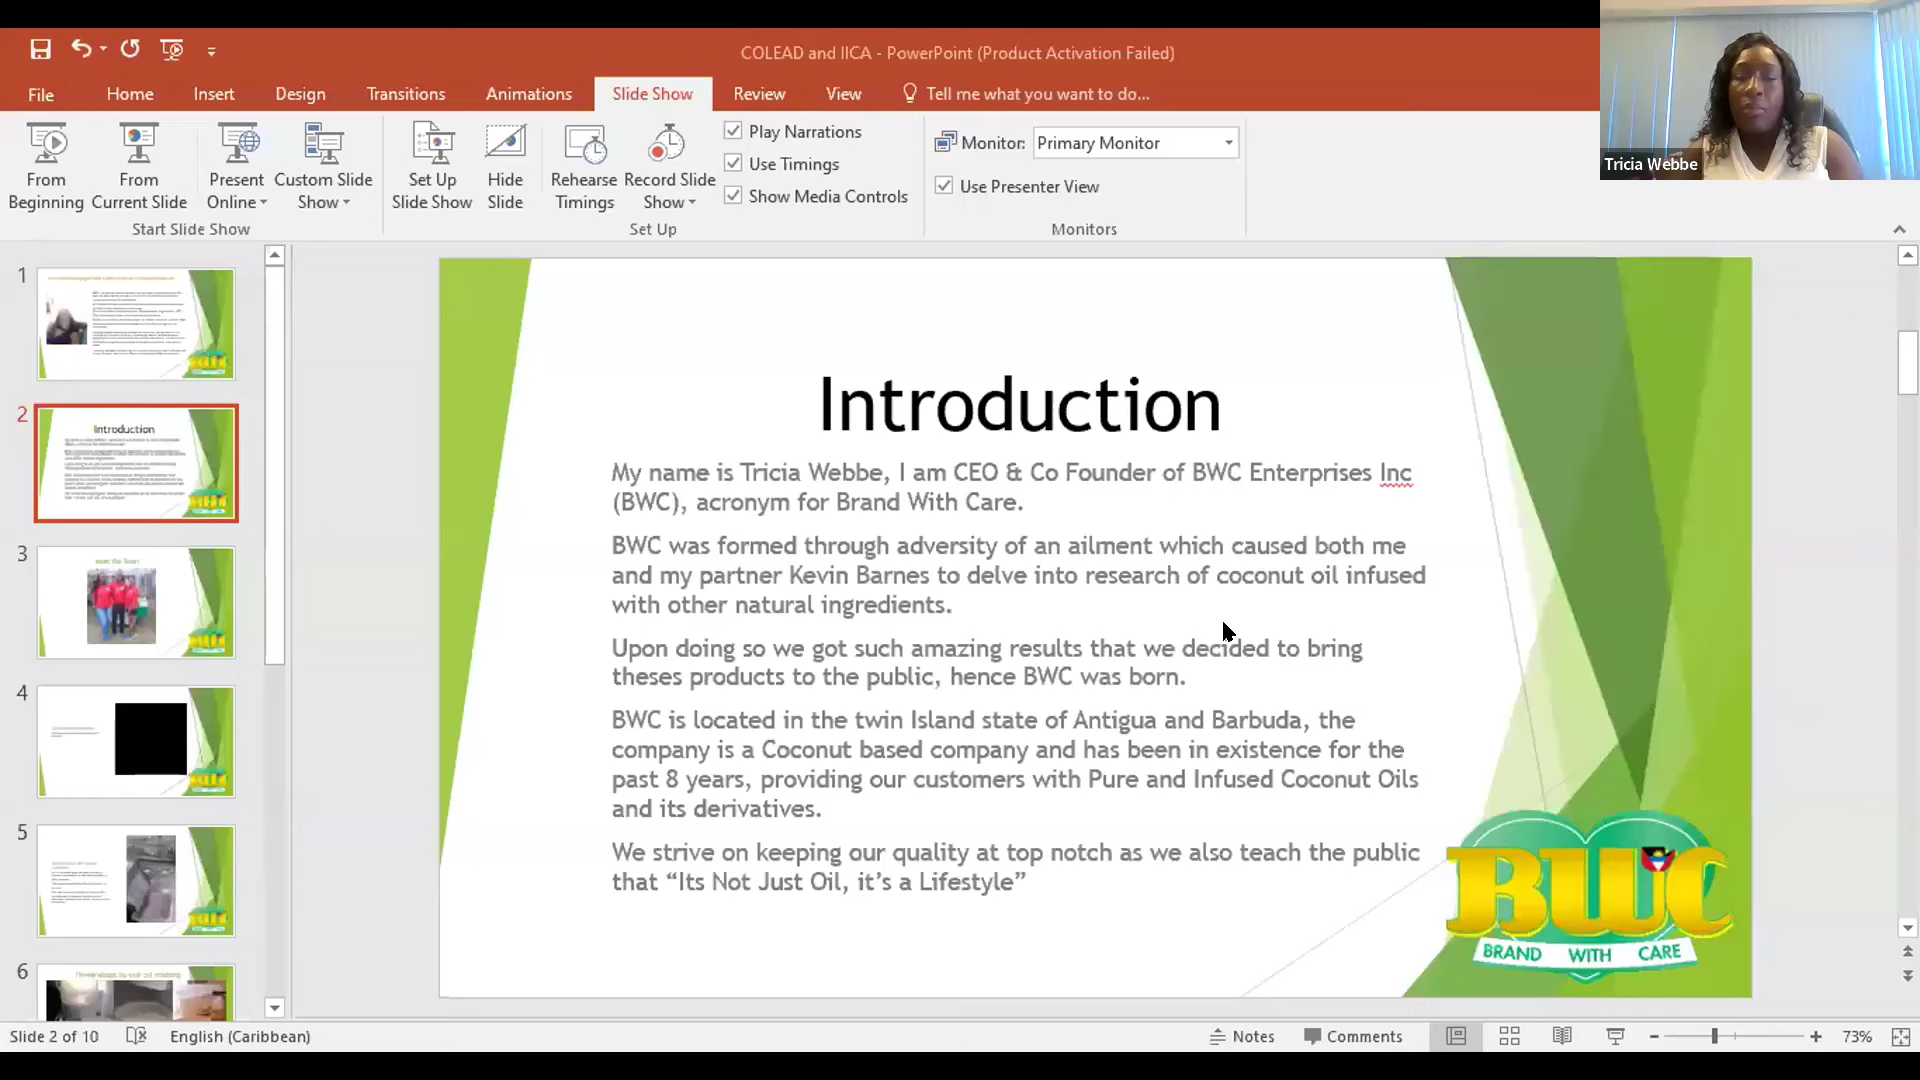 COLEAD and IICA - PowerPoint (Product Activation Failed)
File Home Insert Design Transitions Animations Slide Show Review View Tell me what you want to do...
From Beginning
From Current Slide
Present Online
Custom Slide Show
Start Slide Show
Set Up Slide Show
Hide Slide
Rehearse Timings
Record Slide Show
Play Narrations
Use Timings
Show Media Controls
Set Up
Monitor: Primary Monitor
Use Presenter View
Monitors
Tricia Webbe
1
2
Introduction
3
4
5
6
Introduction
My name is Tricia Webbe, I am CEO & Co Founder of BWC Enterprises Inc
(BWC), acronym for Brand With Care.
BWC was formed through adversity of an ailment which caused both me
and my partner Kevin Barnes to delve into research of coconut oil infused
with other natural ingredients.
Upon doing so we got such amazing results that we decided to bring
theses products to the public, hence BWC was born.
BWC is located in the twin Island state of Antigua and Barbuda, the
company is a Coconut based company and has been in existence for the
past 8 years, providing our customers with Pure and Infused Coconut Oils
and its derivatives.
We strive on keeping our quality at top notch as we also teach the public
that “Its Not Just Oil, it’s a Lifestyle”
BWC
BRAND WITH CARE
Slide 2 of 10 English (Caribbean) Notes Comments 73%